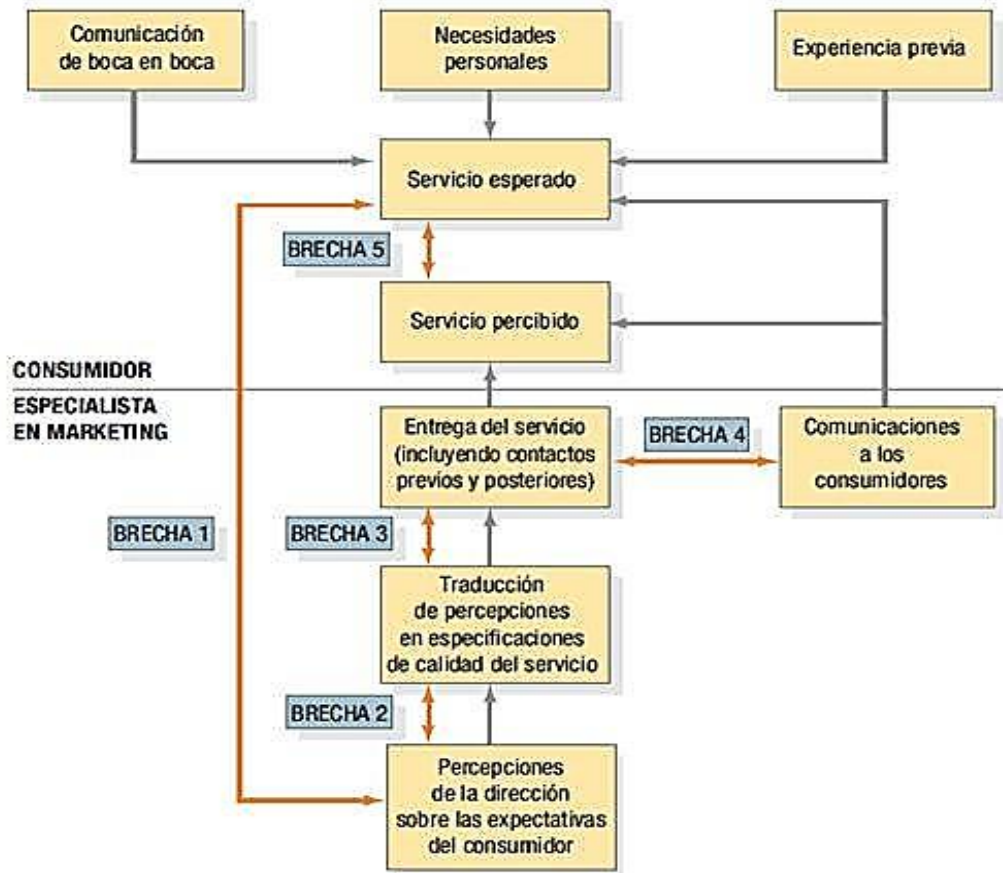 Comunicación
de boca en boca
Necesidades
personales
Experiencia previa
Servicio esperado
BRECHA 5
Servicio percibido
CONSUMIDOR
ESPECIALISTA
EN MARKETING
Entrega del servicio
(incluyendo contactos
previos y posteriores)
BRECHA 4
Comunicaciones
a los
consumidores
BRECHA 1
BRECHA 3
Traducción
de percepciones
en especificaciones
de calidad del servicio
BRECHA 2
Percepciones
de la dirección
sobre las expectativas
del consumidor